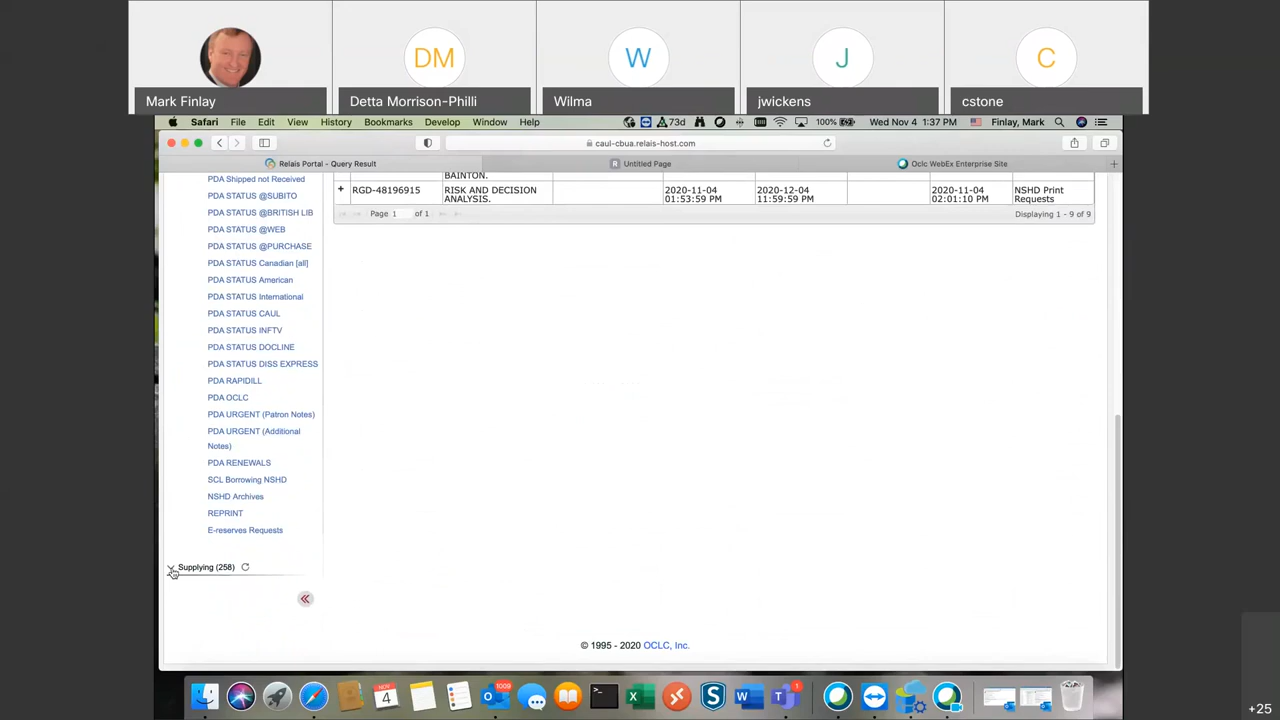 DM
W
J
C
Mark Finlay
Detta Morrison-Philli
Wilma
jwickens
cstone
Safari File Edit View History Bookmarks Develop Window Help
73d
100%
Wed Nov 4 1:37 PM
Finlay, Mark
caul-cbua.relais-host.com
Relais Portal - Query Result
R Untitled Page
Oclc WebEx Enterprise Site
PDA Shipped not Received
PDA STATUS @SUBITO
PDA STATUS @BRITISH LIB
PDA STATUS @WEB
PDA STATUS @PURCHASE
PDA STATUS Canadian [all]
PDA STATUS American
PDA STATUS International
PDA STATUS CAUL
PDA STATUS INFTV
PDA STATUS DOCLINE
PDA STATUS DISS EXPRESS
PDA RAPIDILL
PDA OCLC
PDA URGENT (Patron Notes)
PDA URGENT (Additional
Notes)
PDA RENEWALS
SCL Borrowing NSHD
NSHD Archives
REPRINT
E-reserves Requests
Supplying (258)
BAINTON.
+ RGD-48196915
RISK AND DECISION
ANALYSIS.
2020-11-04
01:53:59 PM
2020-12-04
11:59:59 PM
2020-11-04
02:01:10 PM
NSHD Print
Requests
Page 1 of 1
Displaying 1 - 9 of 9
© 1995 - 2020 OCLC, Inc.
NOV
4
1009
1
+25